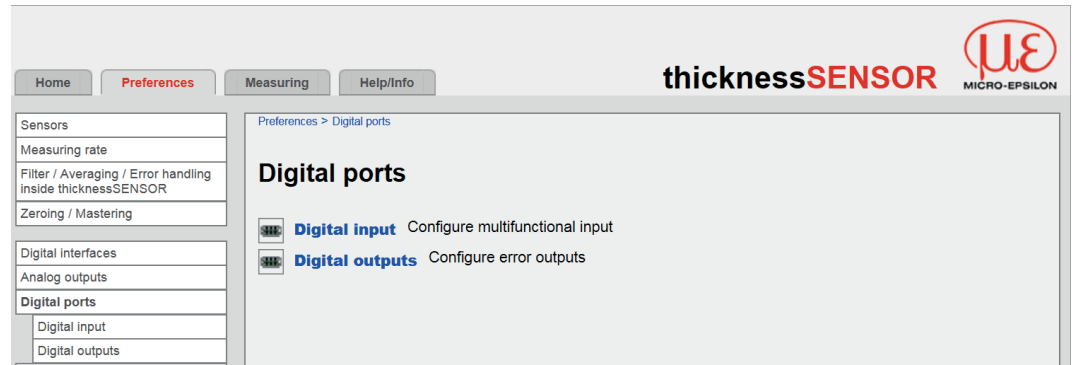 Home
Preferences
Measuring
Help/Info
thicknessSENSOR
με
MICRO-EPSILON
Sensors
Measuring rate
Filter / Averaging / Error handling
inside thicknessSENSOR
Zeroing / Mastering
Digital interfaces
Analog outputs
Digital ports
Digital input
Digital outputs
Preferences > Digital ports
Digital ports
Digital input Configure multifunctional input
Digital outputs Configure error outputs